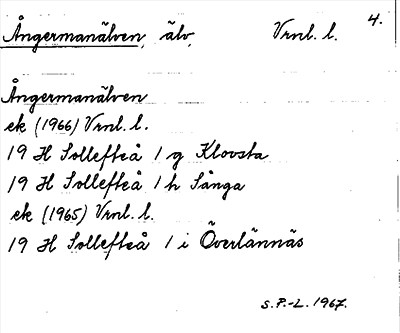 Ångermanälven, älv, Vrnl. l. 4.
Ångermanälven
ek (1966) Vrnl. l.
19 H Sollefteå 1 g Klovsta
19 H Sollefteå 1 h Sånga
ek (1965) Vrnl. l.
19 H Sollefteå 1 i Överlännäs
S.P.-L. 1967.